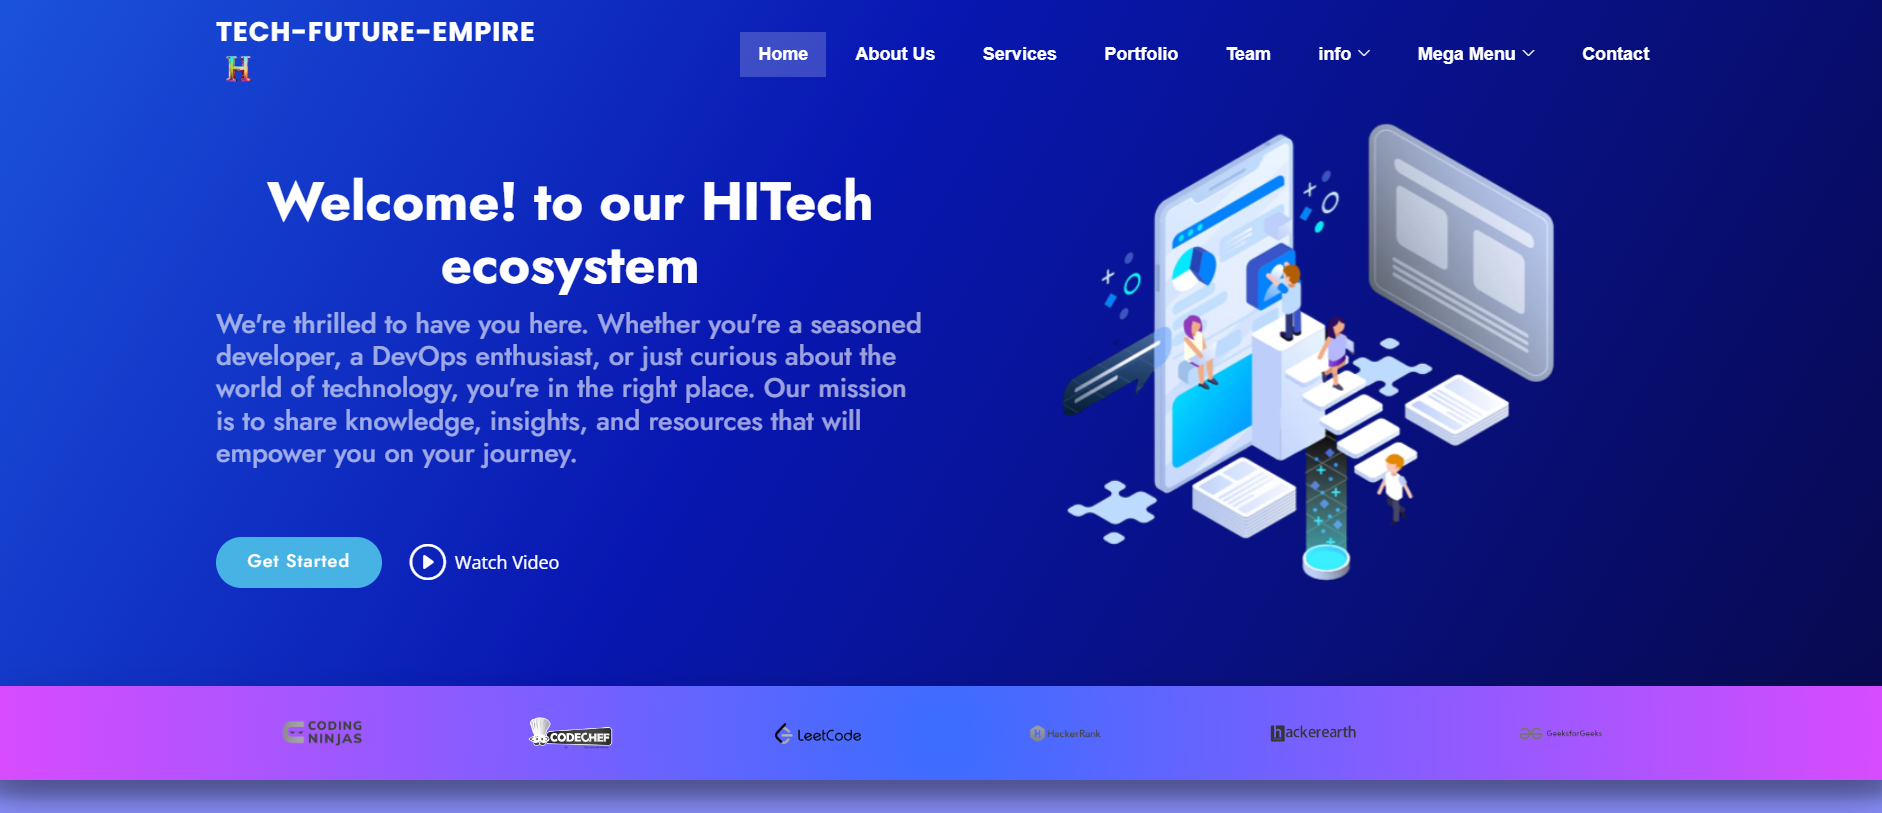 TECH-FUTURE-EMPIRE
H
Home
About Us
Services
Portfolio
Team
info
Mega Menu
Contact
Welcome! to our HITech
ecosystem
We're thrilled to have you here. Whether you're a seasoned
developer, a DevOps enthusiast, or just curious about the
world of technology, you're in the right place. Our mission
is to share knowledge, insights, and resources that will
empower you on your journey.
Get Started
Watch Video
CODING
NINJAS
CODECHEF
LeetCode
H HackerRank
hackerearth
GeeksforGeeks